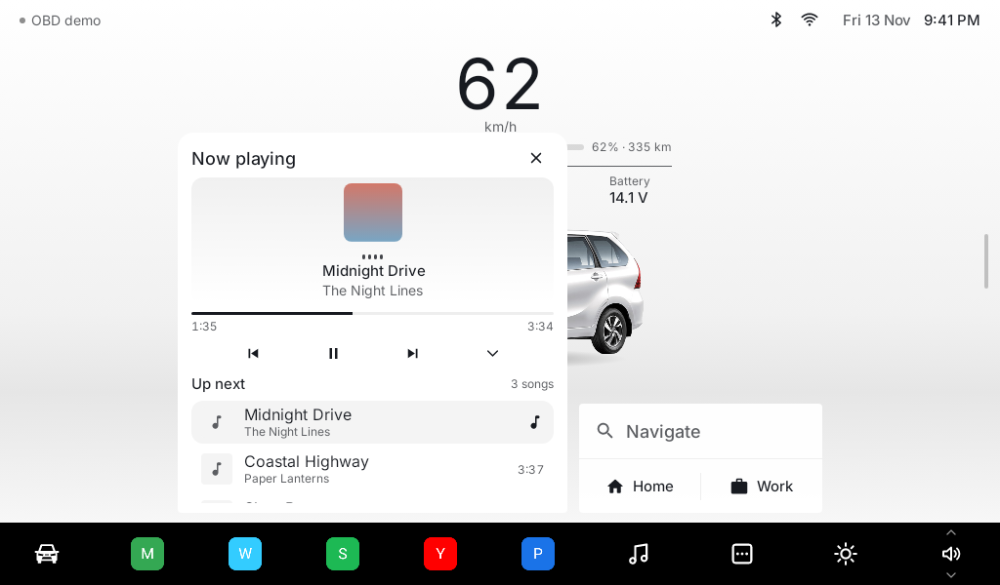 OBD demo
Fri 13 Nov 9:41 PM
62
km/h
62% · 335 km
Battery
14.1 V
Now playing
Midnight Drive
The Night Lines
1:35
3:34
Up next
3 songs
Midnight Drive
The Night Lines
Coastal Highway
Paper Lanterns
3:37
Navigate
Home
Work
M
W
S
Y
P